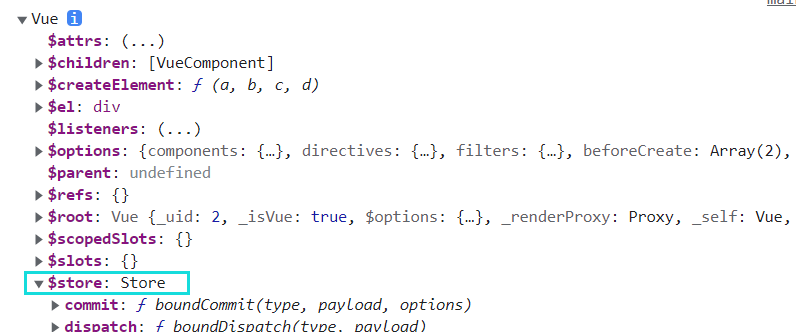 Vue i
$attrs: (...)
$children: [VueComponent]
$createElement: ƒ (a, b, c, d)
$el: div
$listeners: (...)
$options: {components: {…}, directives: {…}, filters: {…}, beforeCreate: Array(2),
$parent: undefined
$refs: {}
$root: Vue {_uid: 2, _isVue: true, $options: {…}, _renderProxy: Proxy, _self: Vue,
$scopedSlots: {}
$slots: {}
$store: Store
commit: ƒ boundCommit(type, payload, options)
dispatch: ƒ boundDispatch(type, payload)